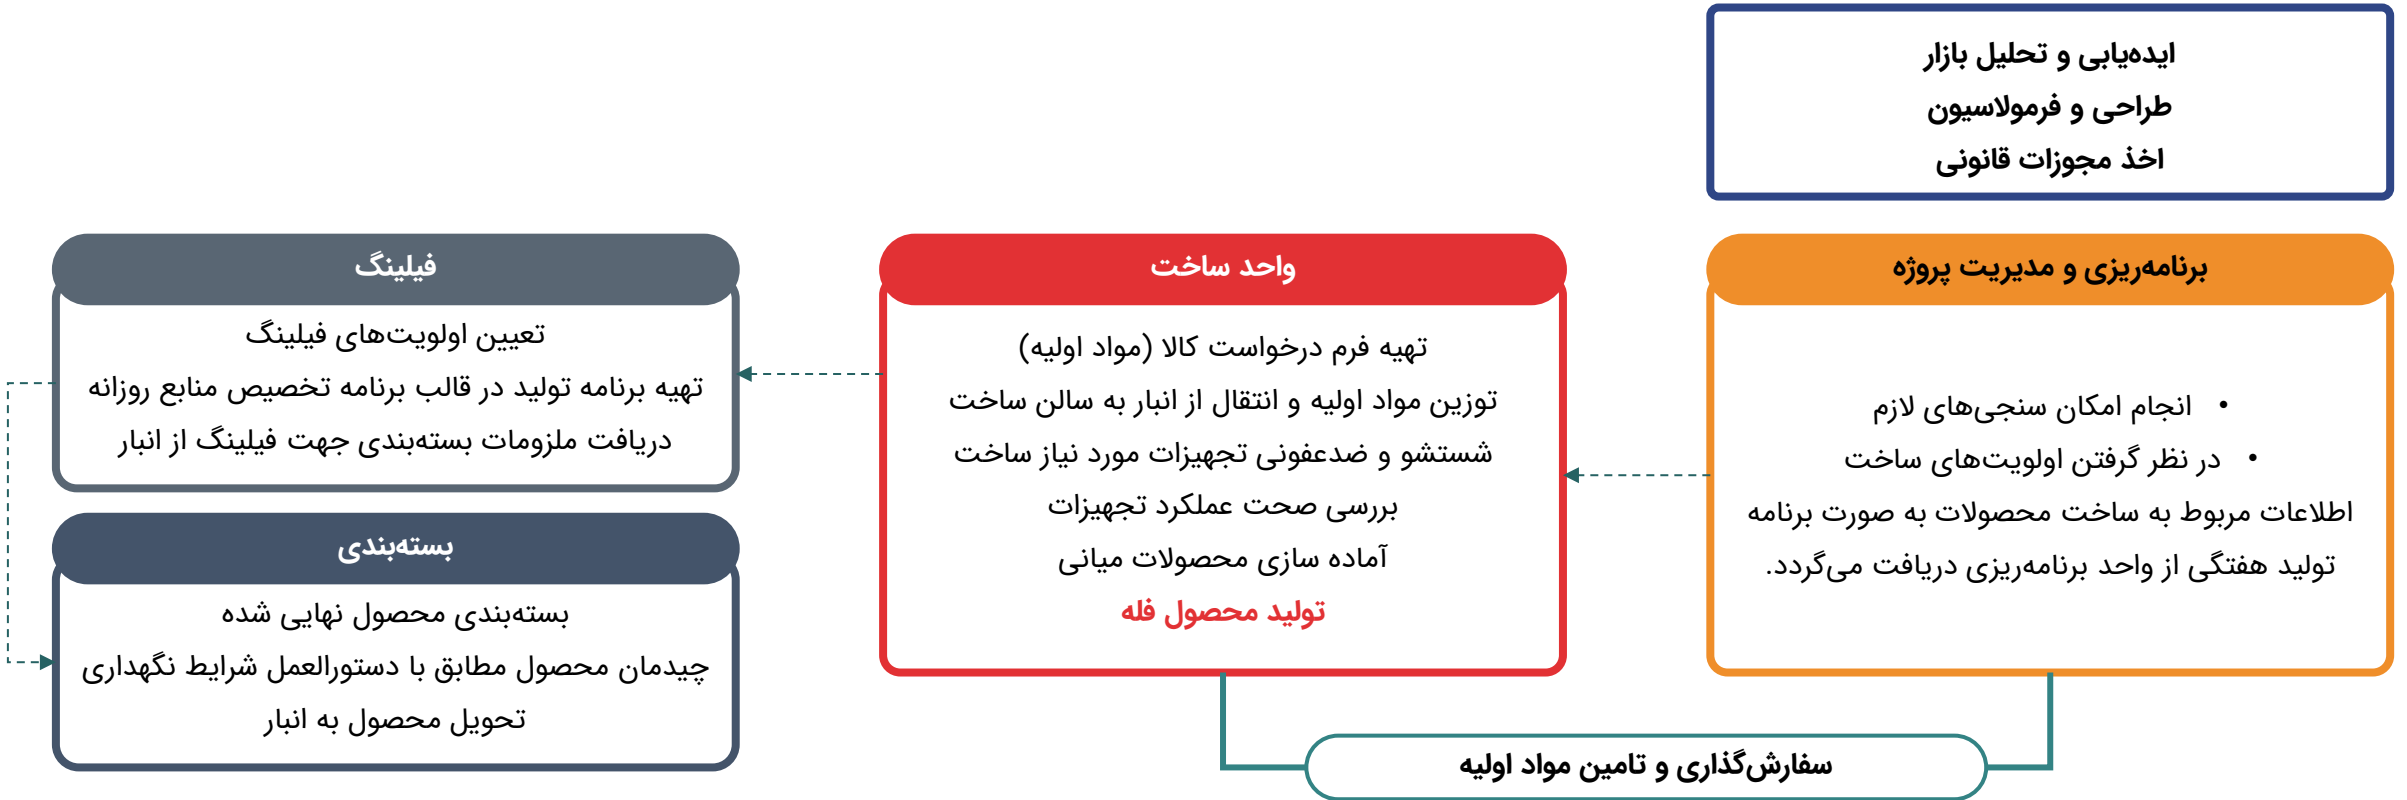 ایده‌یابی و تحلیل بازار
طراحی و فرمولاسیون
اخذ مجوزات قانونی
برنامه‌ریزی و مدیریت پروژه
• انجام امکان سنجی‌های لازم
• در نظر گرفتن اولویت‌های ساخت
اطلاعات مربوط به ساخت محصولات به صورت برنامه
تولید هفتگی از واحد برنامه‌ریزی دریافت می‌گردد.
واحد ساخت
تهیه فرم درخواست کالا (مواد اولیه)
توزین مواد اولیه و انتقال از انبار به سالن ساخت
شستشو و ضدعفونی تجهیزات مورد نیاز ساخت
بررسی صحت عملکرد تجهیزات
آماده سازی محصولات میانی
تولید محصول فله
سفارش‌گذاری و تامین مواد اولیه
فیلینگ
تعیین اولویت‌های فیلینگ
تهیه برنامه تولید در قالب برنامه تخصیص منابع روزانه
دریافت ملزومات بسته‌بندی جهت فیلینگ از انبار
بسته‌بندی
بسته‌بندی محصول نهایی شده
چیدمان محصول مطابق با دستورالعمل شرایط نگهداری
تحویل محصول به انبار